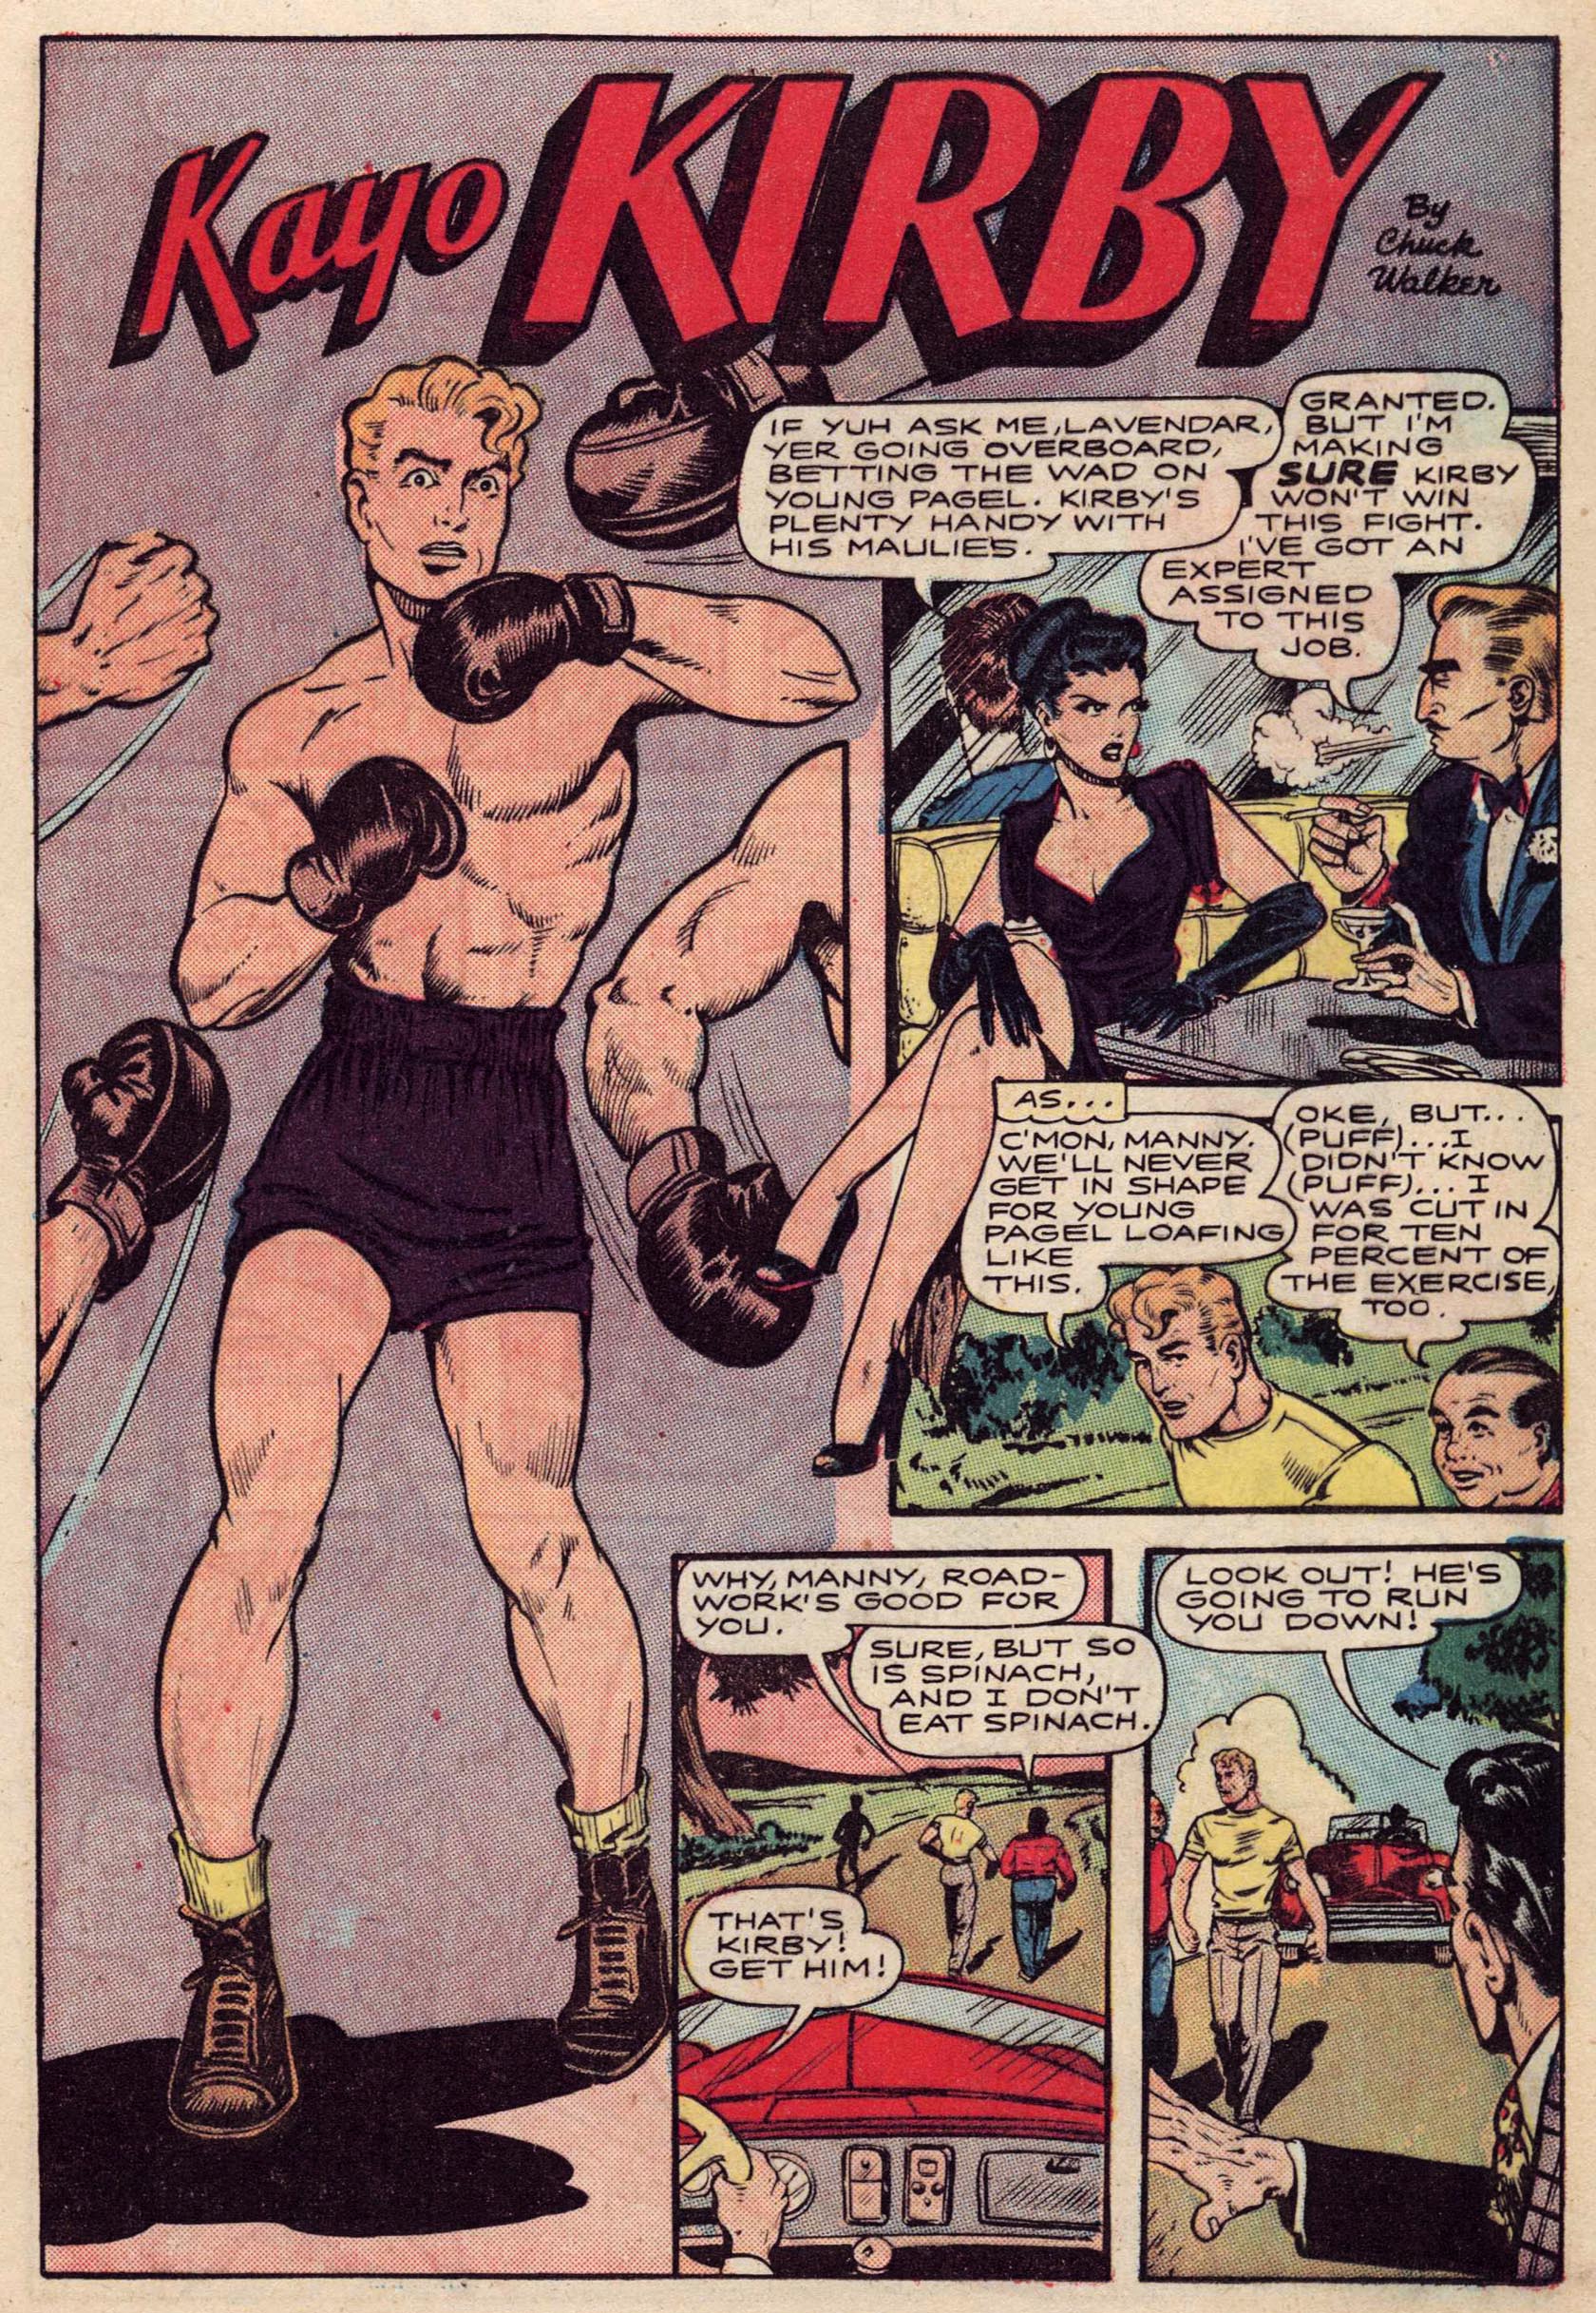 Kayo KIRBY
By
Chuck
Walker
IF YUH ASK ME, LAVENDAR,
YER GOING OVERBOARD,
BETTING THE WAD ON
YOUNG PAGEL. KIRBY'S
PLENTY HANDY WITH
HIS MAULIES.
GRANTED.
BUT I'M
MAKING
SURE KIRBY
WON'T WIN
THIS FIGHT.
I'VE GOT AN
EXPERT
ASSIGNED
TO THIS
JOB.
AS...
C'MON, MANNY.
WE'LL NEVER
GET IN SHAPE
FOR YOUNG
PAGEL LOAFING
LIKE
THIS.
OKE, BUT...
(PUFF)...I
DIDN'T KNOW
(PUFF)...I
WAS CUT IN
FOR TEN
PERCENT OF
THE EXERCISE,
TOO.
WHY, MANNY, ROAD-
WORK'S GOOD FOR
YOU.
SURE, BUT SO
IS SPINACH,
AND I DON'T
EAT SPINACH.
THAT'S
KIRBY!
GET HIM!
LOOK OUT! HE'S
GOING TO RUN
YOU DOWN!